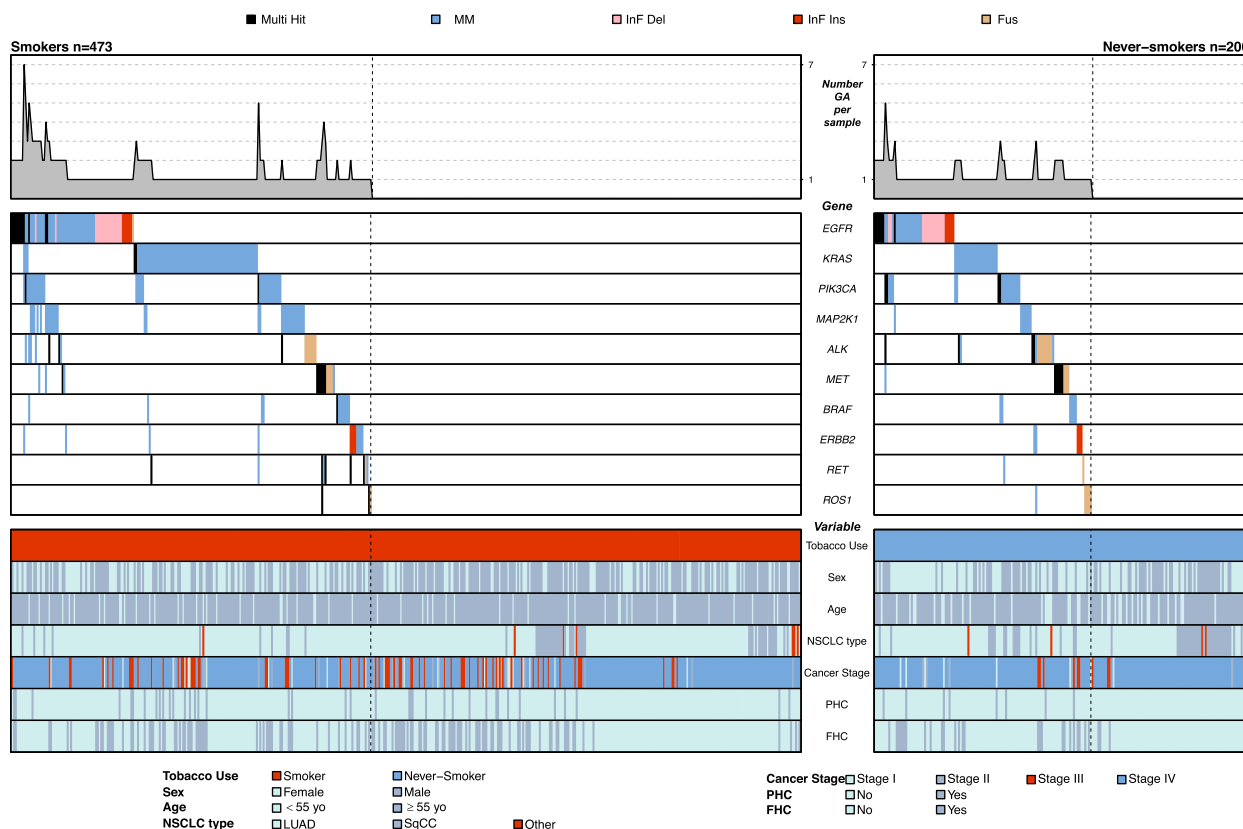 Multi Hit MM InF Del InF Ins Fus
Smokers n=473 Never−smokers n=200
7 7
Number
GA
per
sample
1 1
Gene
EGFR
KRAS
PIK3CA
MAP2K1
ALK
MET
BRAF
ERBB2
RET
ROS1
Variable
Tobacco Use
Sex
Age
NSCLC type
Cancer Stage
PHC
FHC
Tobacco Use Smoker Never−Smoker
Sex Female Male
Age < 55 yo ≥ 55 yo
NSCLC type LUAD SqCC Other
Cancer Stage Stage I Stage II Stage III Stage IV
PHC No Yes
FHC No Yes